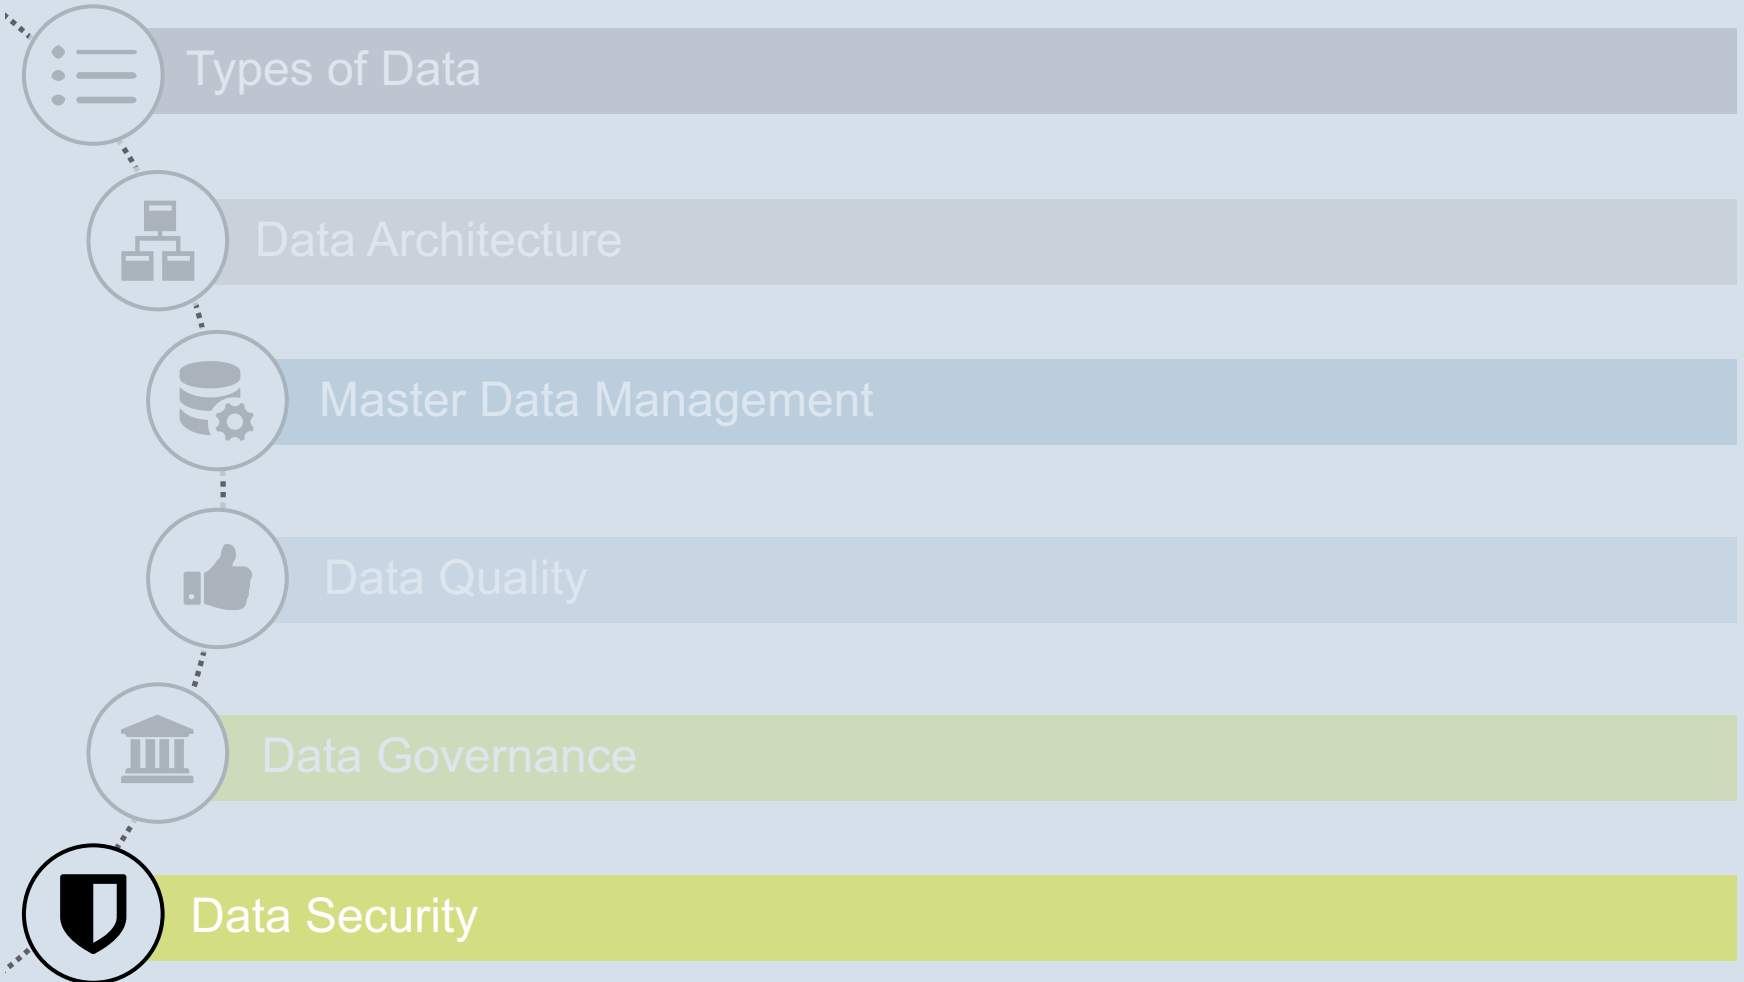 Types of Data
Data Architecture
Master Data Management
Data Quality
Data Governance
Data Security